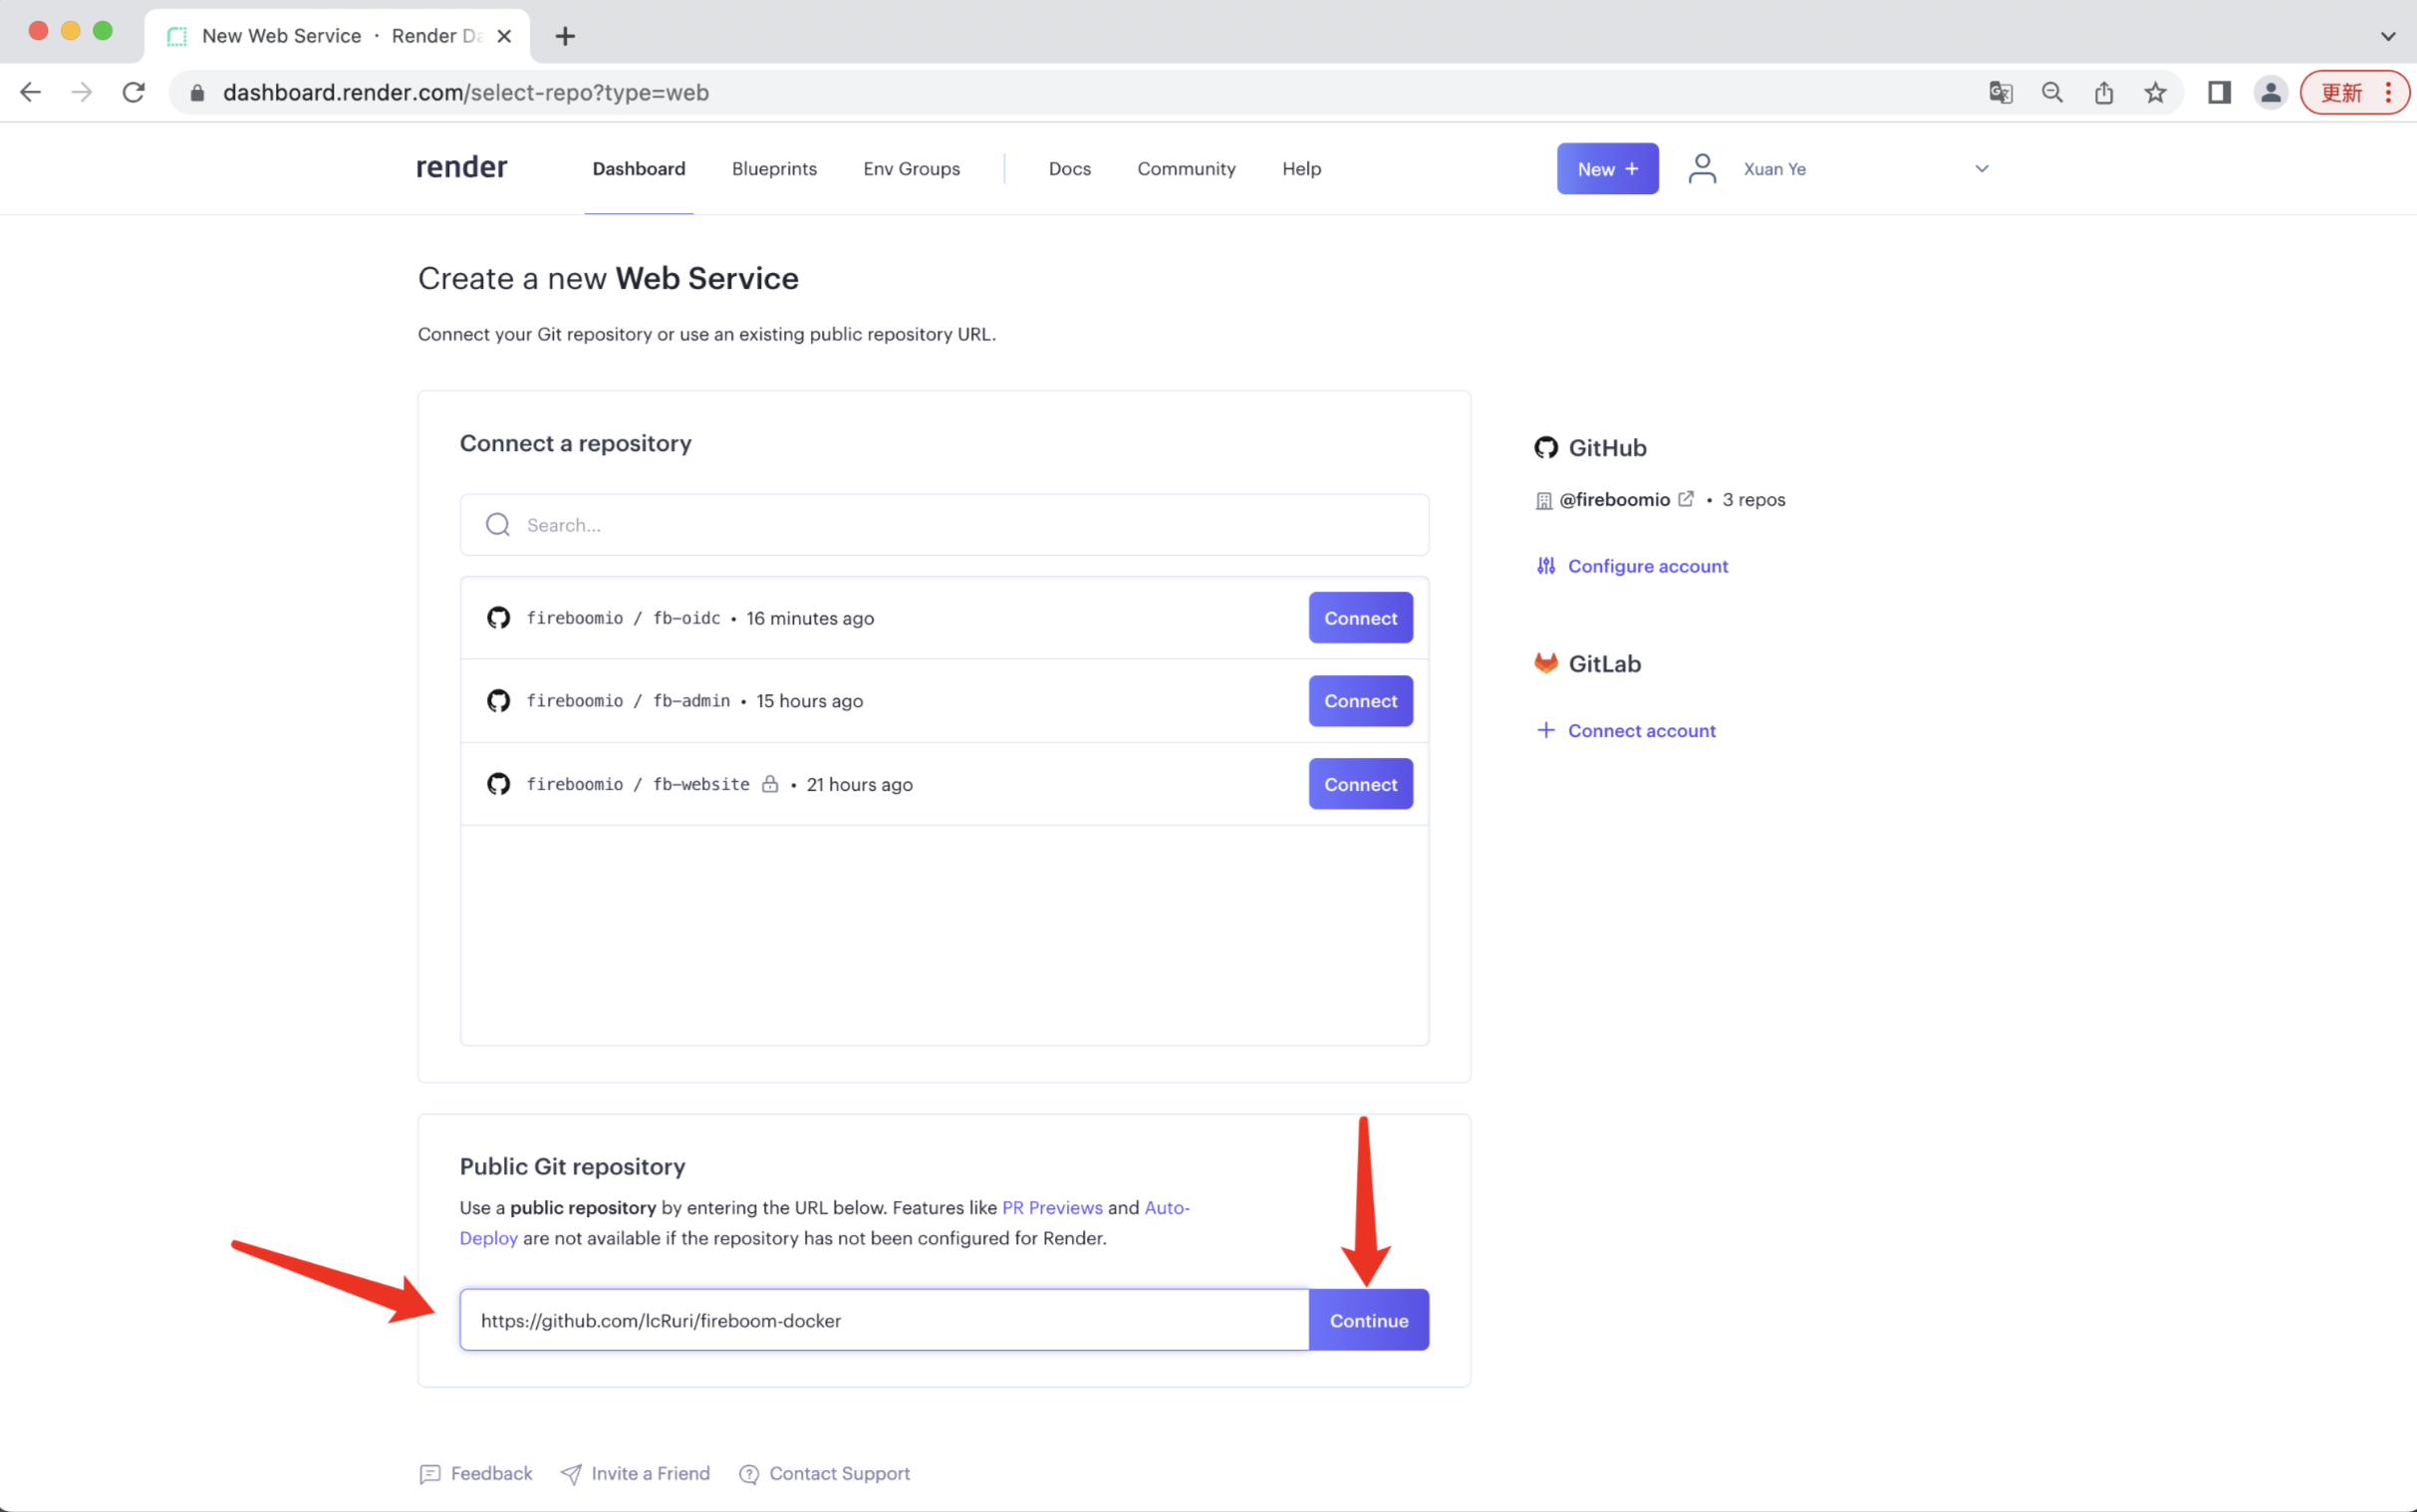 New Web Service · Render Da
dashboard.render.com/select-repo?type=web
更新
render
Dashboard
Blueprints
Env Groups
Docs
Community
Help
New +
Xuan Ye
Create a new Web Service
Connect your Git repository or use an existing public repository URL.
Connect a repository
Search...
fireboomio / fb-oidc • 16 minutes ago
Connect
fireboomio / fb-admin • 15 hours ago
Connect
fireboomio / fb-website • 21 hours ago
Connect
GitHub
@fireboomio • 3 repos
Configure account
GitLab
Connect account
Public Git repository
Use a public repository by entering the URL below. Features like PR Previews and Auto-
Deploy are not available if the repository has not been configured for Render.
https://github.com/lcRuri/fireboom-docker
Continue
Feedback
Invite a Friend
Contact Support